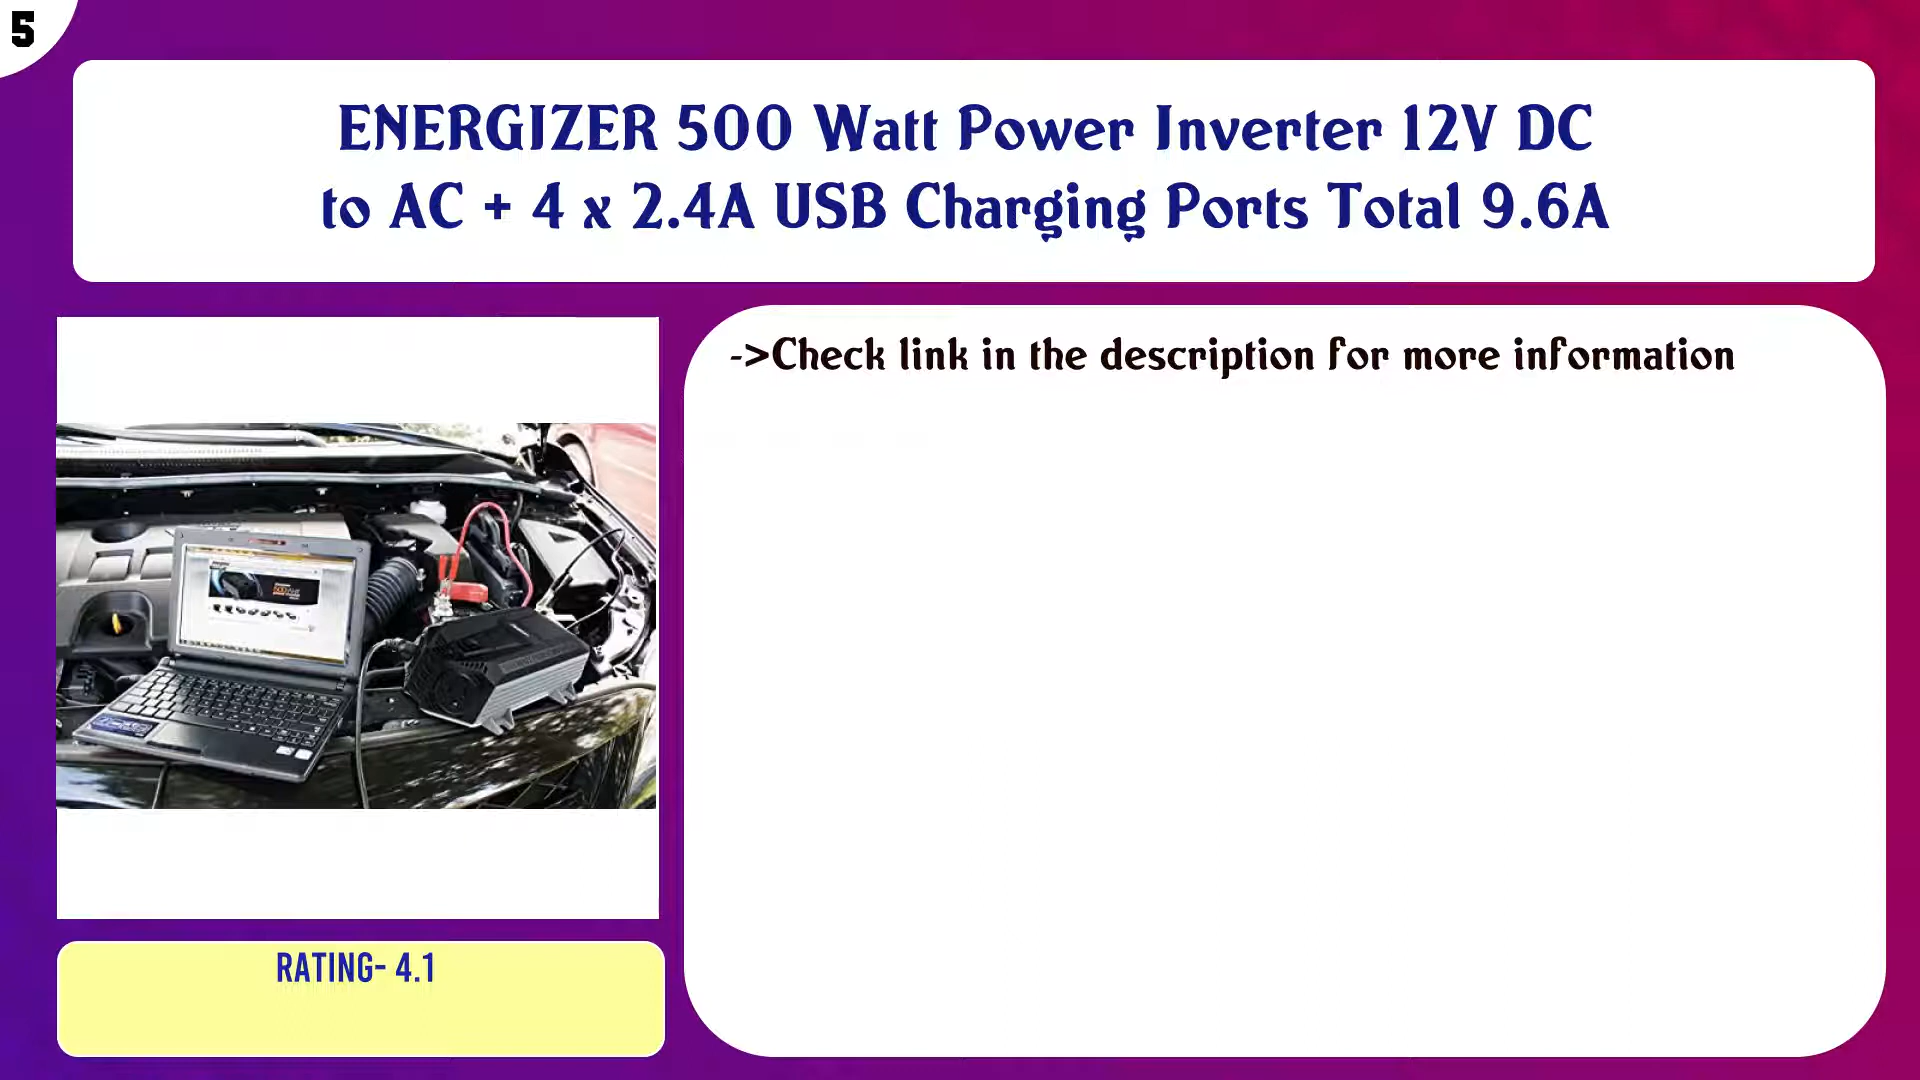 5
ENERGIZER 500 Watt Power Inverter 12V DC
to AC + 4 x 2.4A USB Charging Ports Total 9.6A
->Check link in the description for more information
RATING- 4.1